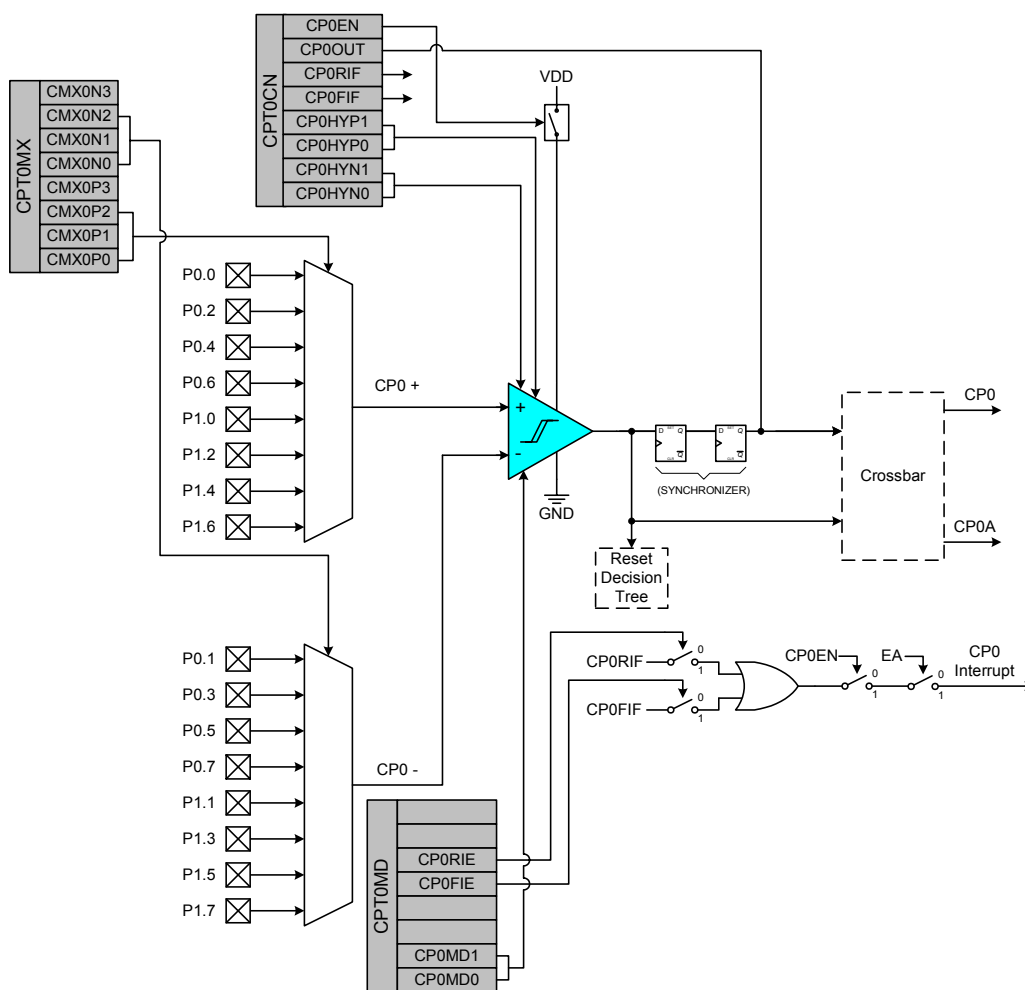 CPT0CN
CP0EN
CP0OUT
CP0RIF
CP0FIF
CP0HYP1
CP0HYP0
CP0HYN1
CP0HYN0
VDD
CPT0MX
CMX0N3
CMX0N2
CMX0N1
CMX0N0
CMX0P3
CMX0P2
CMX0P1
CMX0P0
P0.0
P0.2
P0.4
P0.6
P1.0
P1.2
P1.4
P1.6
CP0 +
+
-
GND
D SET Q
CLR Q
D SET Q
CLR Q
(SYNCHRONIZER)
Reset
Decision
Tree
Crossbar
CP0
CP0A
P0.1
P0.3
P0.5
P0.7
P1.1
P1.3
P1.5
P1.7
CP0 -
CP0RIF
0
1
CP0FIF
0
1
CP0EN
0
1
EA
0
1
CP0
Interrupt
CPT0MD
CP0RIE
CP0FIE
CP0MD1
CP0MD0